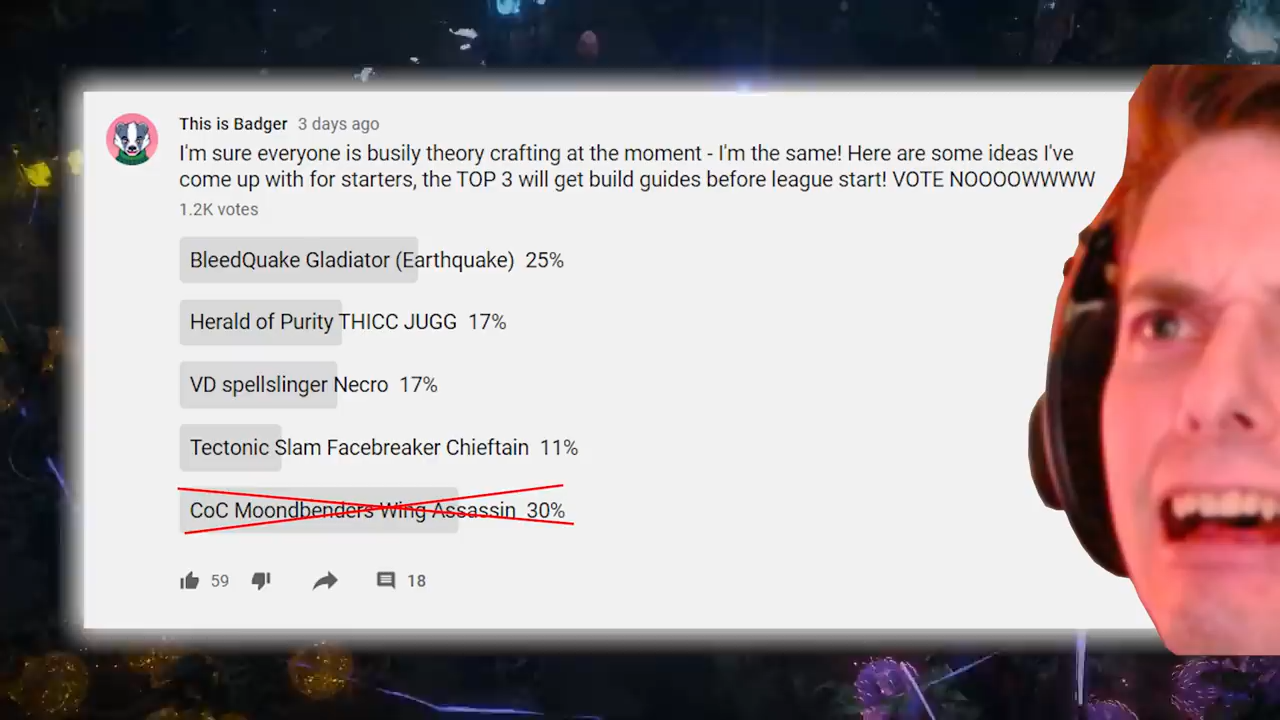 This is Badger 3 days ago
I'm sure everyone is busily theory crafting at the moment - I'm the same! Here are some ideas I've
come up with for starters, the TOP 3 will get build guides before league start! VOTE NOOOOWWWW
1.2K votes
BleedQuake Gladiator (Earthquake) 25%
Herald of Purity THICC JUGG 17%
VD spellslinger Necro 17%
Tectonic Slam Facebreaker Chieftain 11%
CoC Moondbenders Wing Assassin 30%
59 18